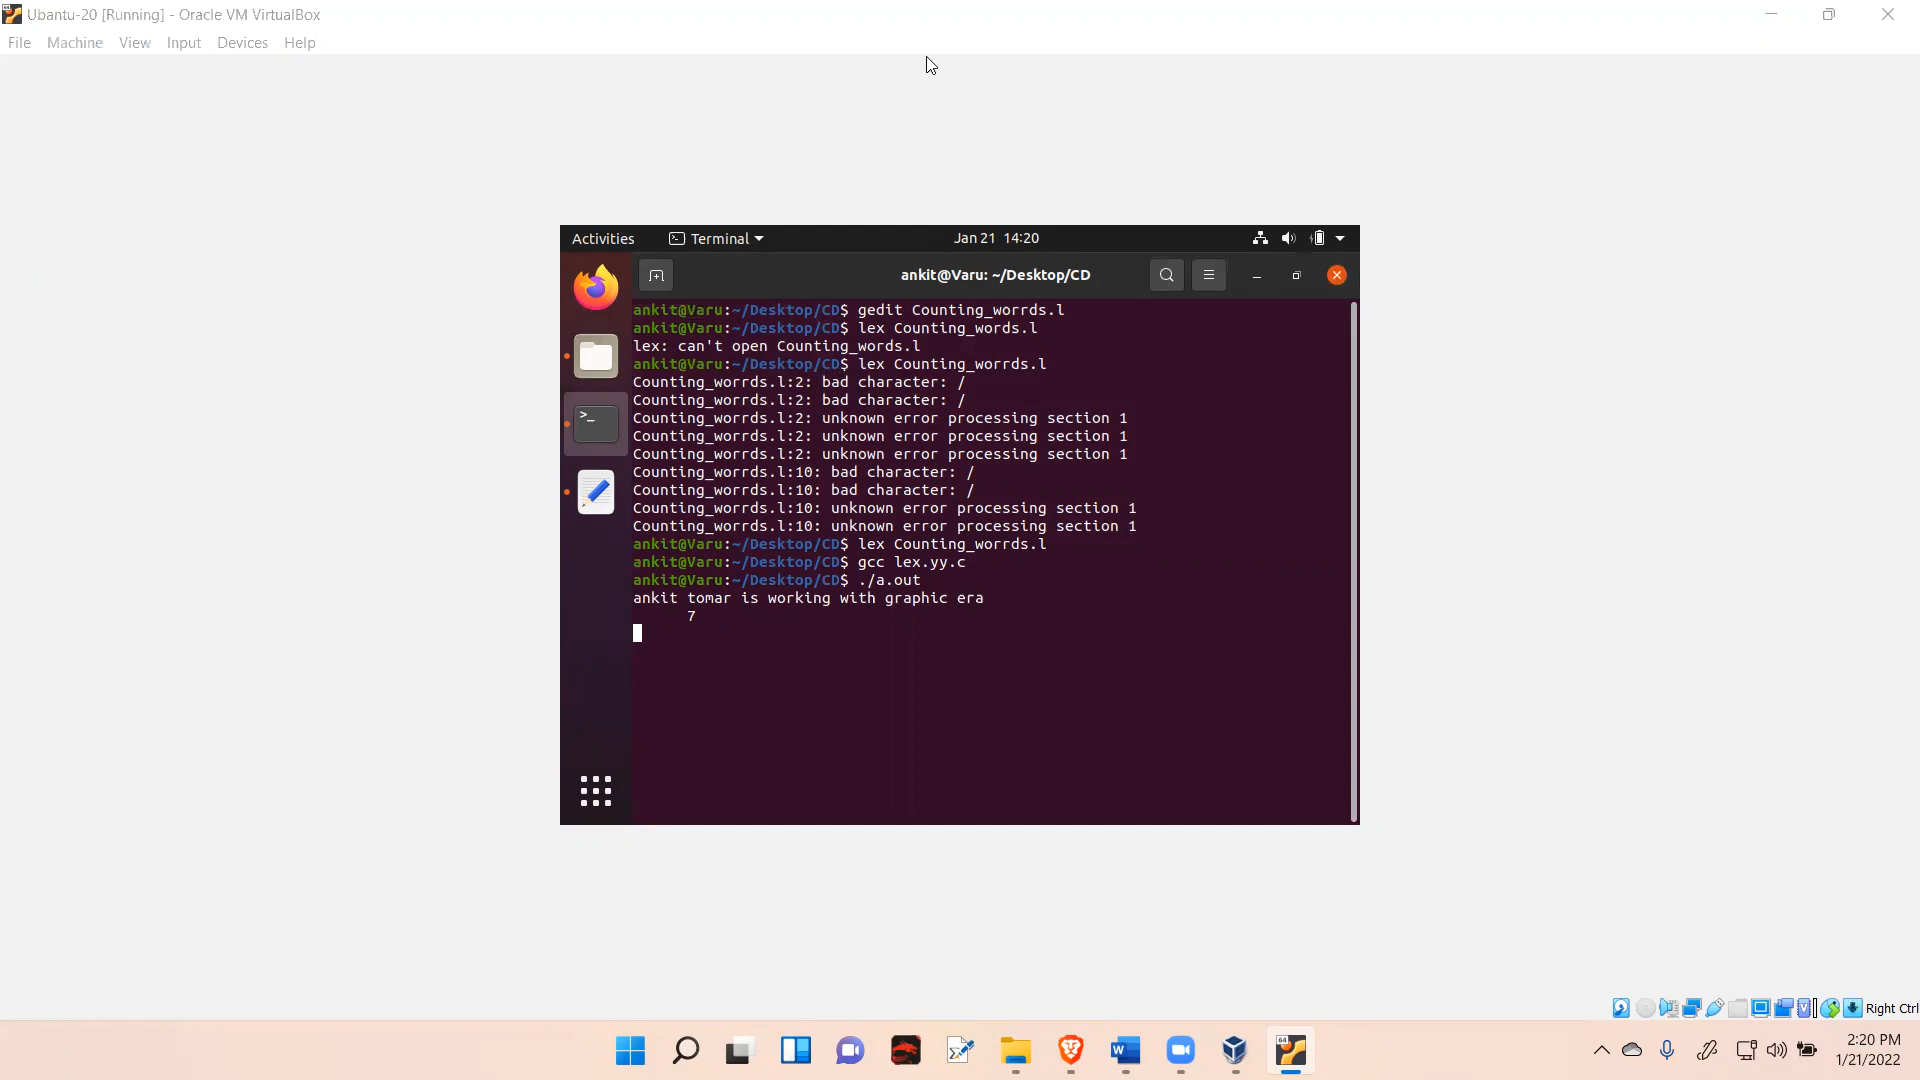 Ubantu-20 [Running] - Oracle VM VirtualBox
File Machine View Input Devices Help
Activities Terminal Jan 21 14:20
ankit@Varu: ~/Desktop/CD
ankit@Varu:~/Desktop/CD$ gedit Counting_worrds.l
ankit@Varu:~/Desktop/CD$ lex Counting_words.l
lex: can't open Counting_words.l
ankit@Varu:~/Desktop/CD$ lex Counting_worrds.l
Counting_worrds.l:2: bad character: /
Counting_worrds.l:2: bad character: /
Counting_worrds.l:2: unknown error processing section 1
Counting_worrds.l:2: unknown error processing section 1
Counting_worrds.l:2: unknown error processing section 1
Counting_worrds.l:10: bad character: /
Counting_worrds.l:10: bad character: /
Counting_worrds.l:10: unknown error processing section 1
Counting_worrds.l:10: unknown error processing section 1
ankit@Varu:~/Desktop/CD$ lex Counting_worrds.l
ankit@Varu:~/Desktop/CD$ gcc lex.yy.c
ankit@Varu:~/Desktop/CD$ ./a.out
ankit tomar is working with graphic era
7
Right Ctrl
2:20 PM
1/21/2022